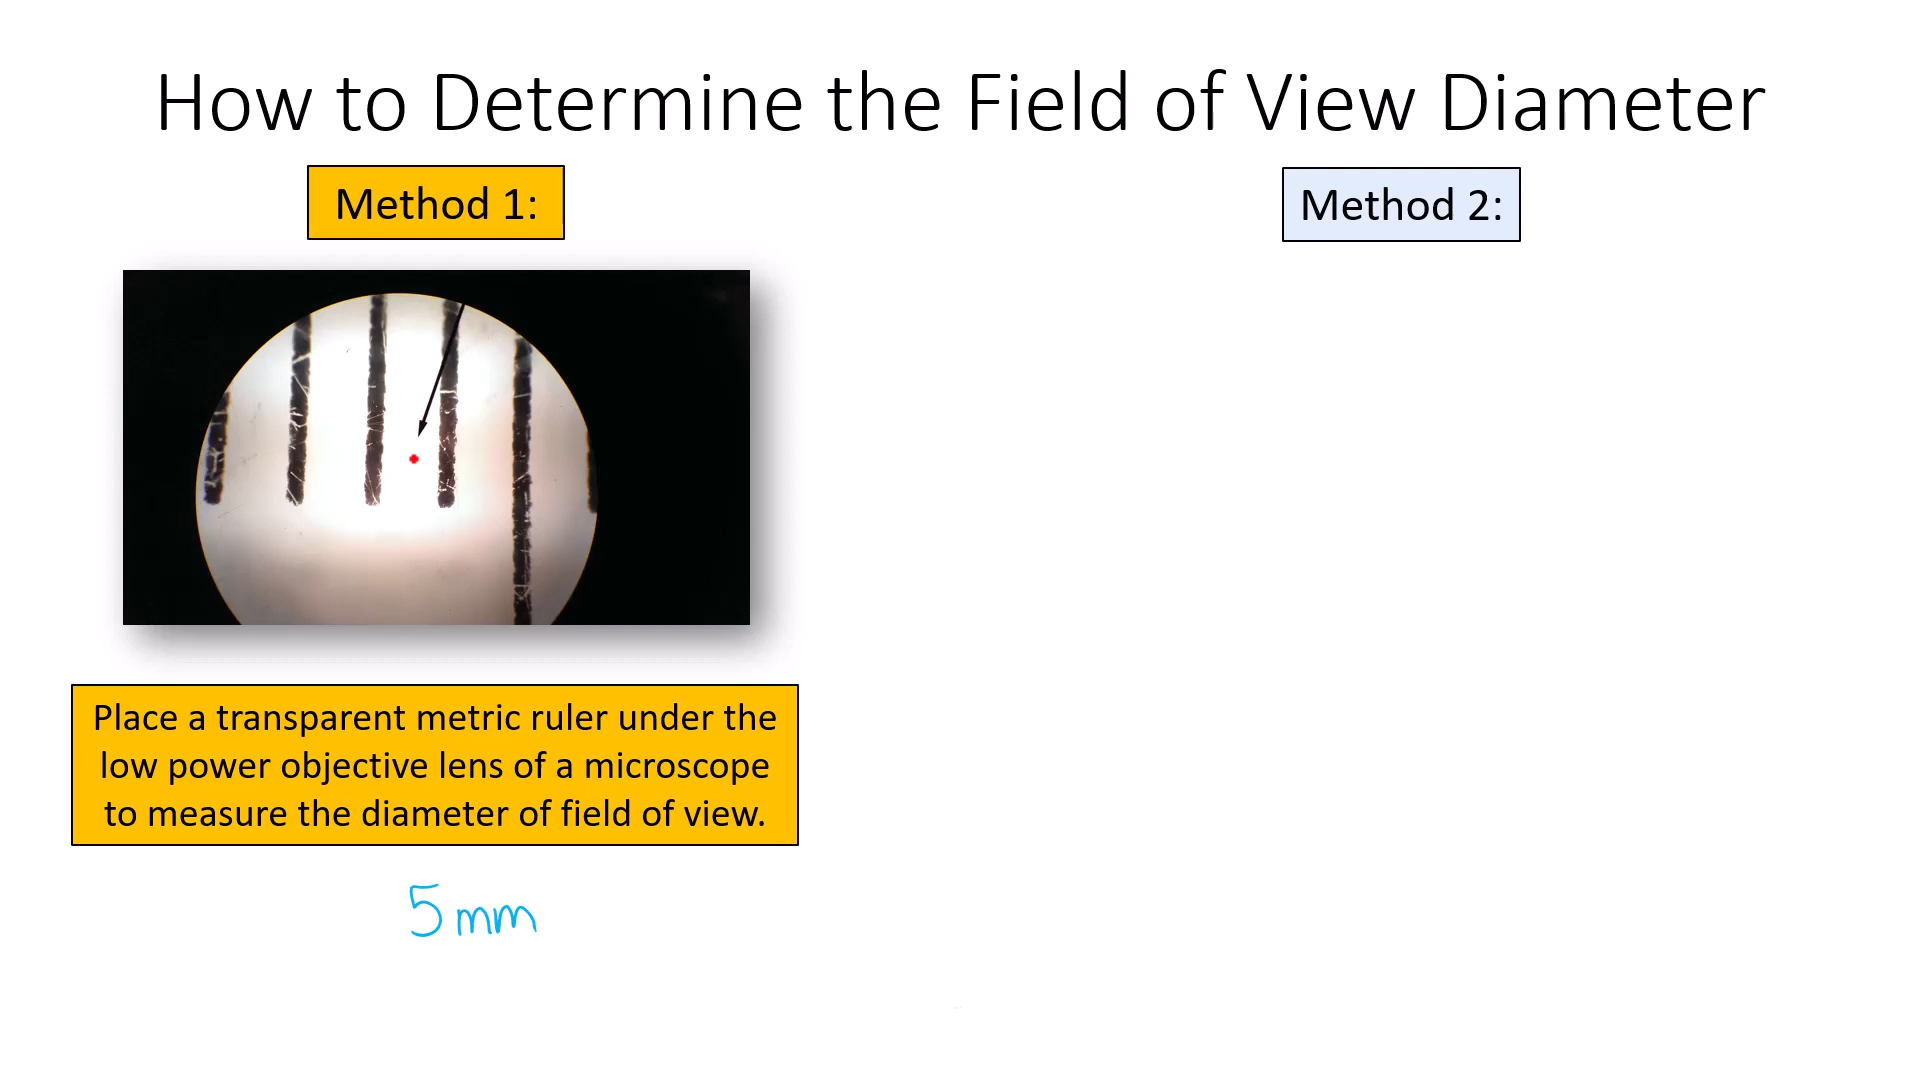 How to Determine the Field of View Diameter
Method 1:
Method 2:
Place a transparent metric ruler under the
low power objective lens of a microscope
to measure the diameter of field of view.
5 mm